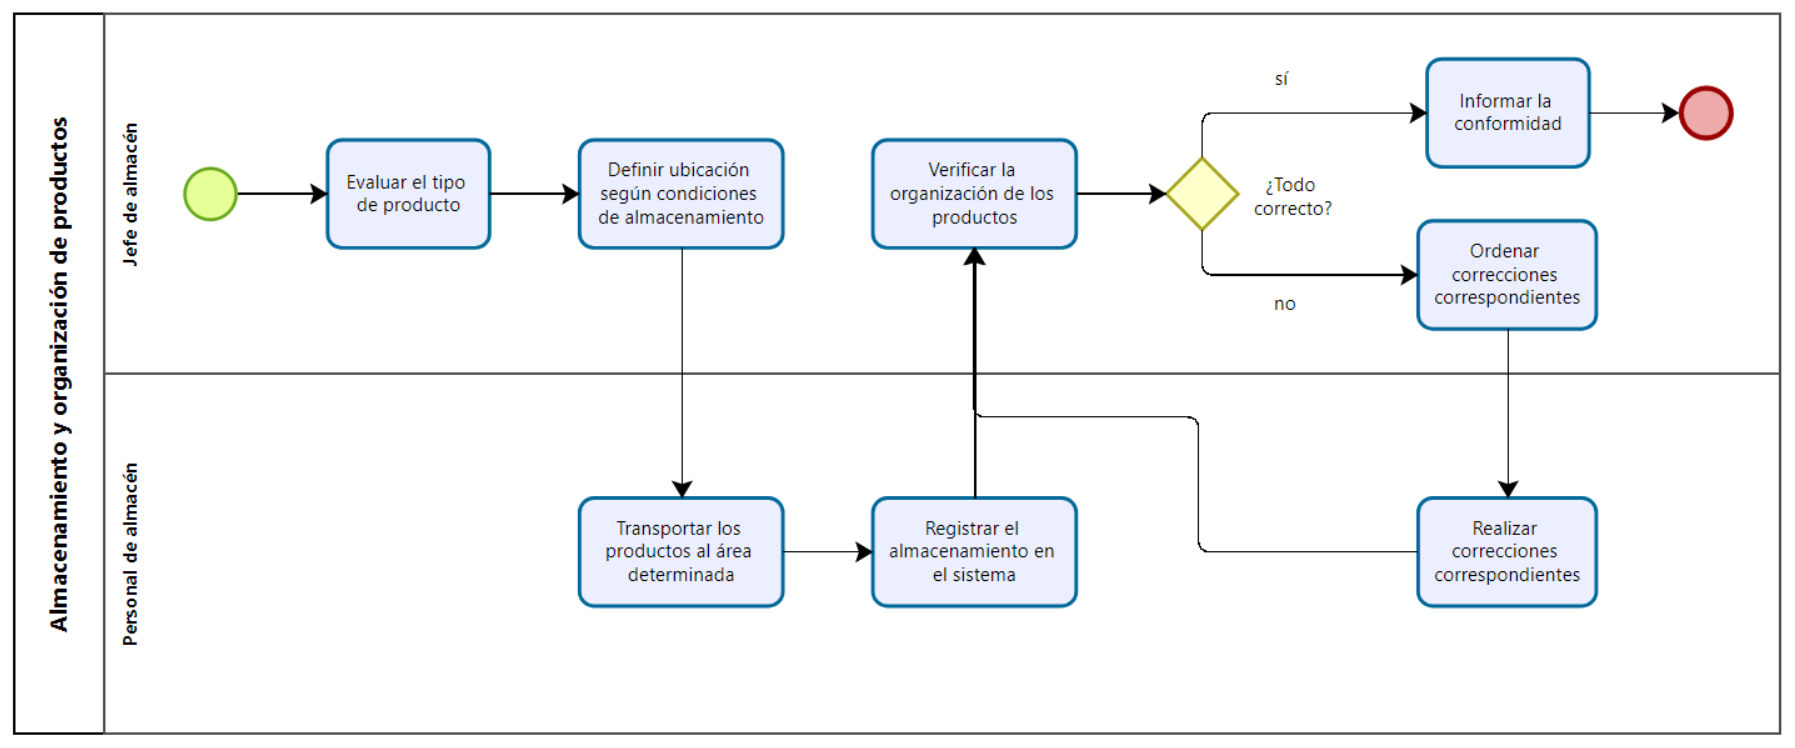 Almacenamiento y organización de productos
Jefe de almacén
Evaluar el tipo
de producto
Definir ubicación
según condiciones
de almacenamiento
Verificar la
organización de los
productos
¿Todo
correcto?
sí
Informar la
conformidad
no
Ordenar
correcciones
correspondientes
Personal de almacén
Transportar los
productos al área
determinada
Registrar el
almacenamiento en
el sistema
Realizar
correcciones
correspondientes